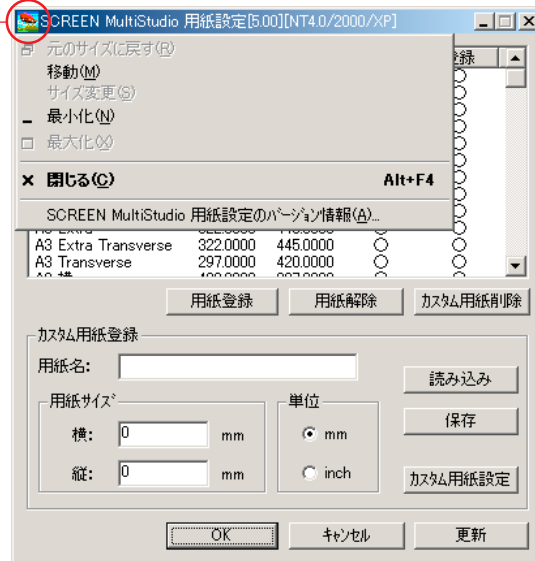 SCREEN MultiStudio 用紙設定[5.00][NT4.0/2000/XP]
元のサイズに戻す(R)
移動(M)
サイズ変更(S)
最小化(N)
最大化(X)
閉じる(C) Alt+F4
SCREEN MultiStudio 用紙設定のバージョン情報(A)...
登録
A3 Extra Transverse 322.0000 445.0000 ○ ○
A3 Transverse 297.0000 420.0000 ○ ○
用紙登録 用紙解除 カスタム用紙削除
カスタム用紙登録
用紙名:
読み込み
用紙サイズ 単位
保存
横: 0 mm mm
縦: 0 mm inch
カスタム用紙設定
OK キャンセル 更新